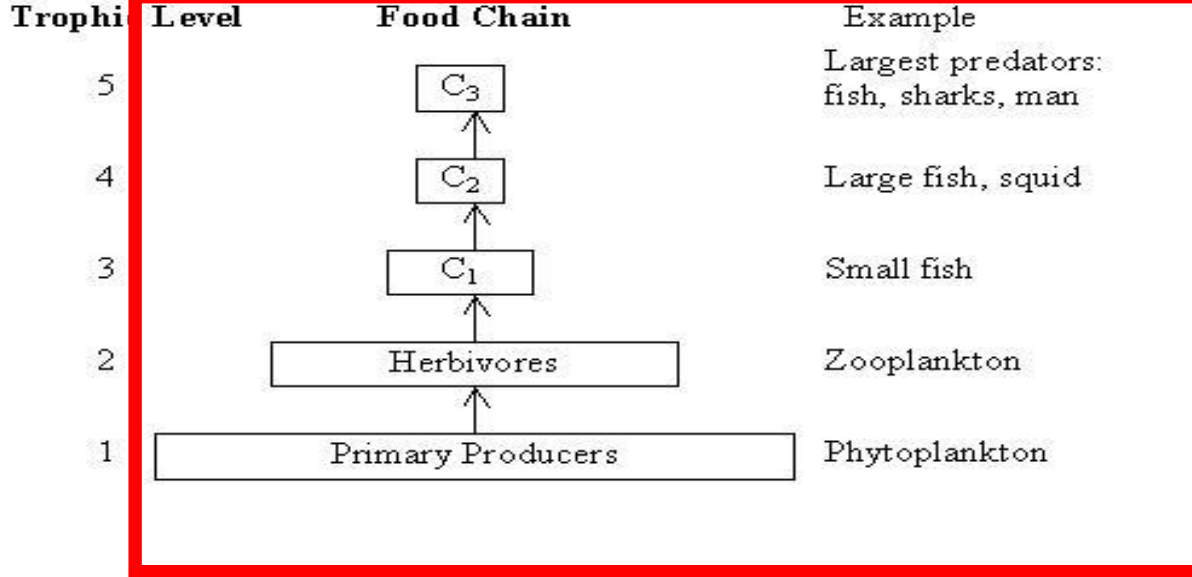 Trophic Level Food Chain Example
5 C₃ Largest predators:
fish, sharks, man
4 C₂ Large fish, squid
3 C₁ Small fish
2 Herbivores Zooplankton
1 Primary Producers Phytoplankton